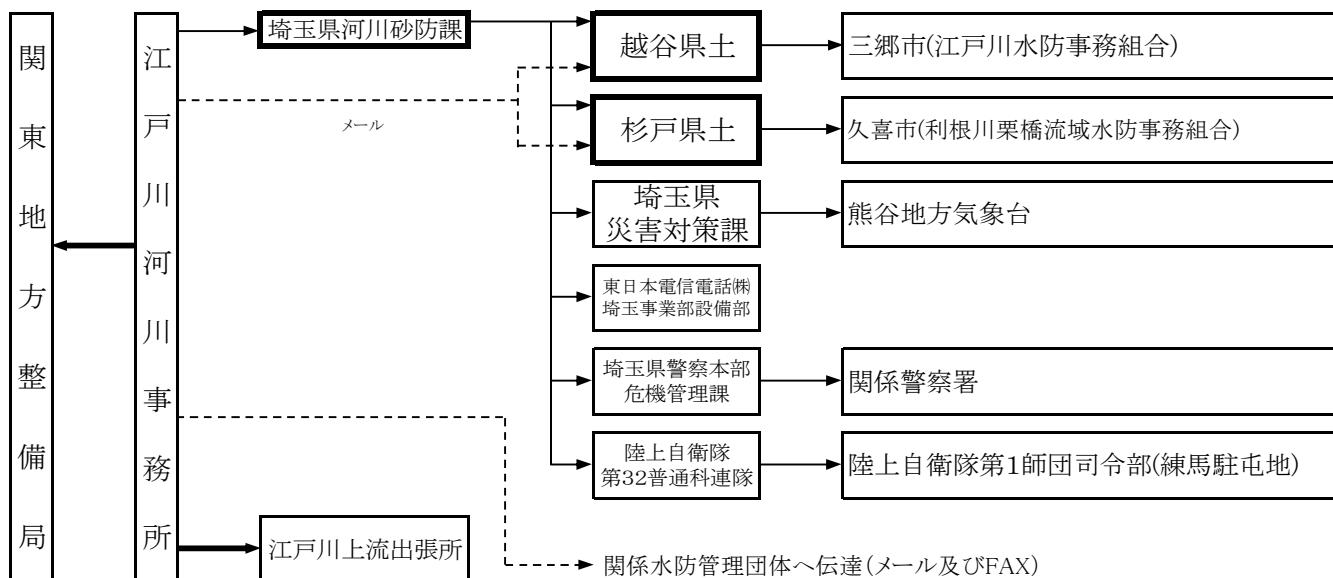 関東地方整備局
江戸川河川事務所
埼玉県河川砂防課
メール
越谷県土
三郷市(江戸川水防事務組合)
杉戸県土
久喜市(利根川栗橋流域水防事務組合)
埼玉県
災害対策課
熊谷地方気象台
東日本電信電話㈱
埼玉事業部設備部
埼玉県警察本部
危機管理課
関係警察署
陸上自衛隊
第32普通科連隊
陸上自衛隊第1師団司令部(練馬駐屯地)
江戸川上流出張所
関係水防管理団体へ伝達(メール及びFAX)